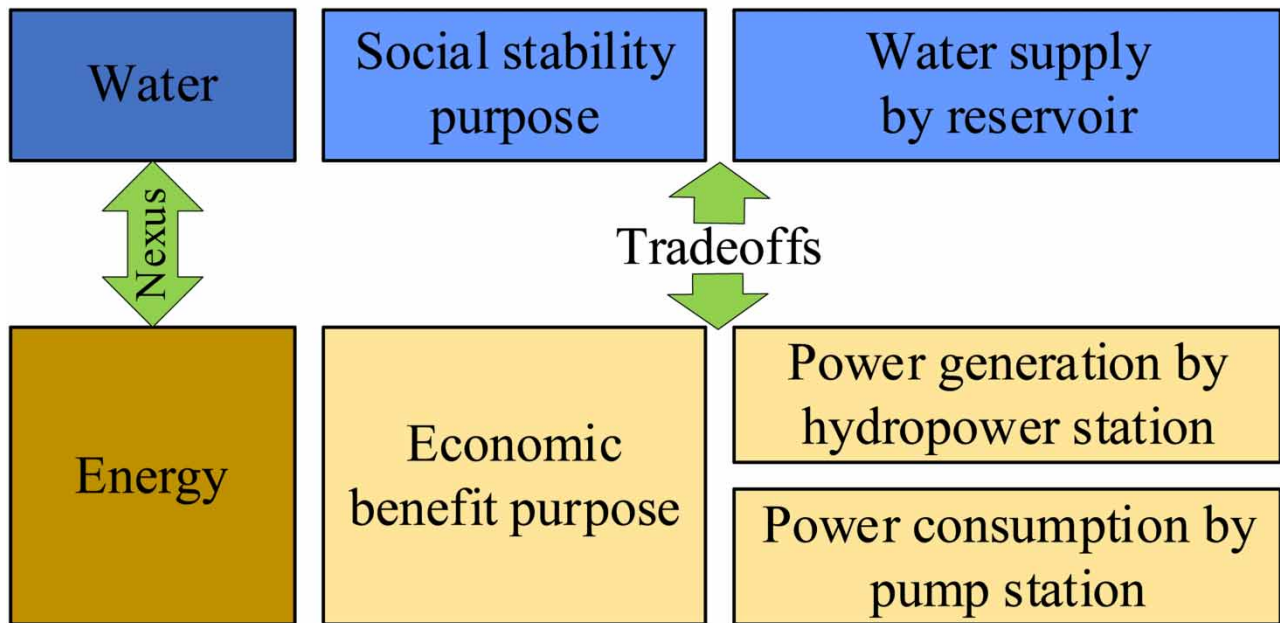 Water
Social stability
purpose
Water supply
by reservoir
Nexus
Tradeoffs
Energy
Economic
benefit purpose
Power generation by
hydropower station
Power consumption by
pump station